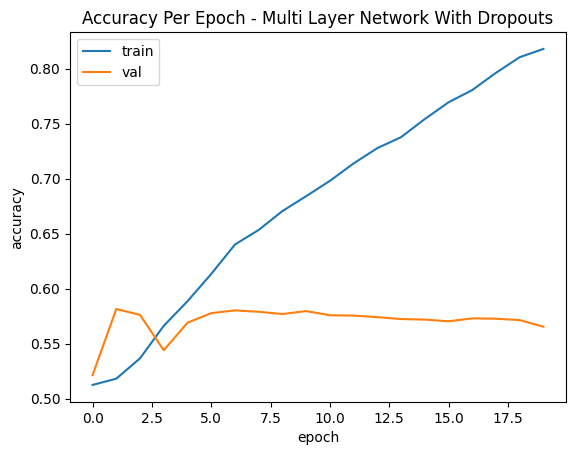 Accuracy Per Epoch - Multi Layer Network With Dropouts
train
val
accuracy
0.80
0.75
0.70
0.65
0.60
0.55
0.50
0.0 2.5 5.0 7.5 10.0 12.5 15.0 17.5
epoch